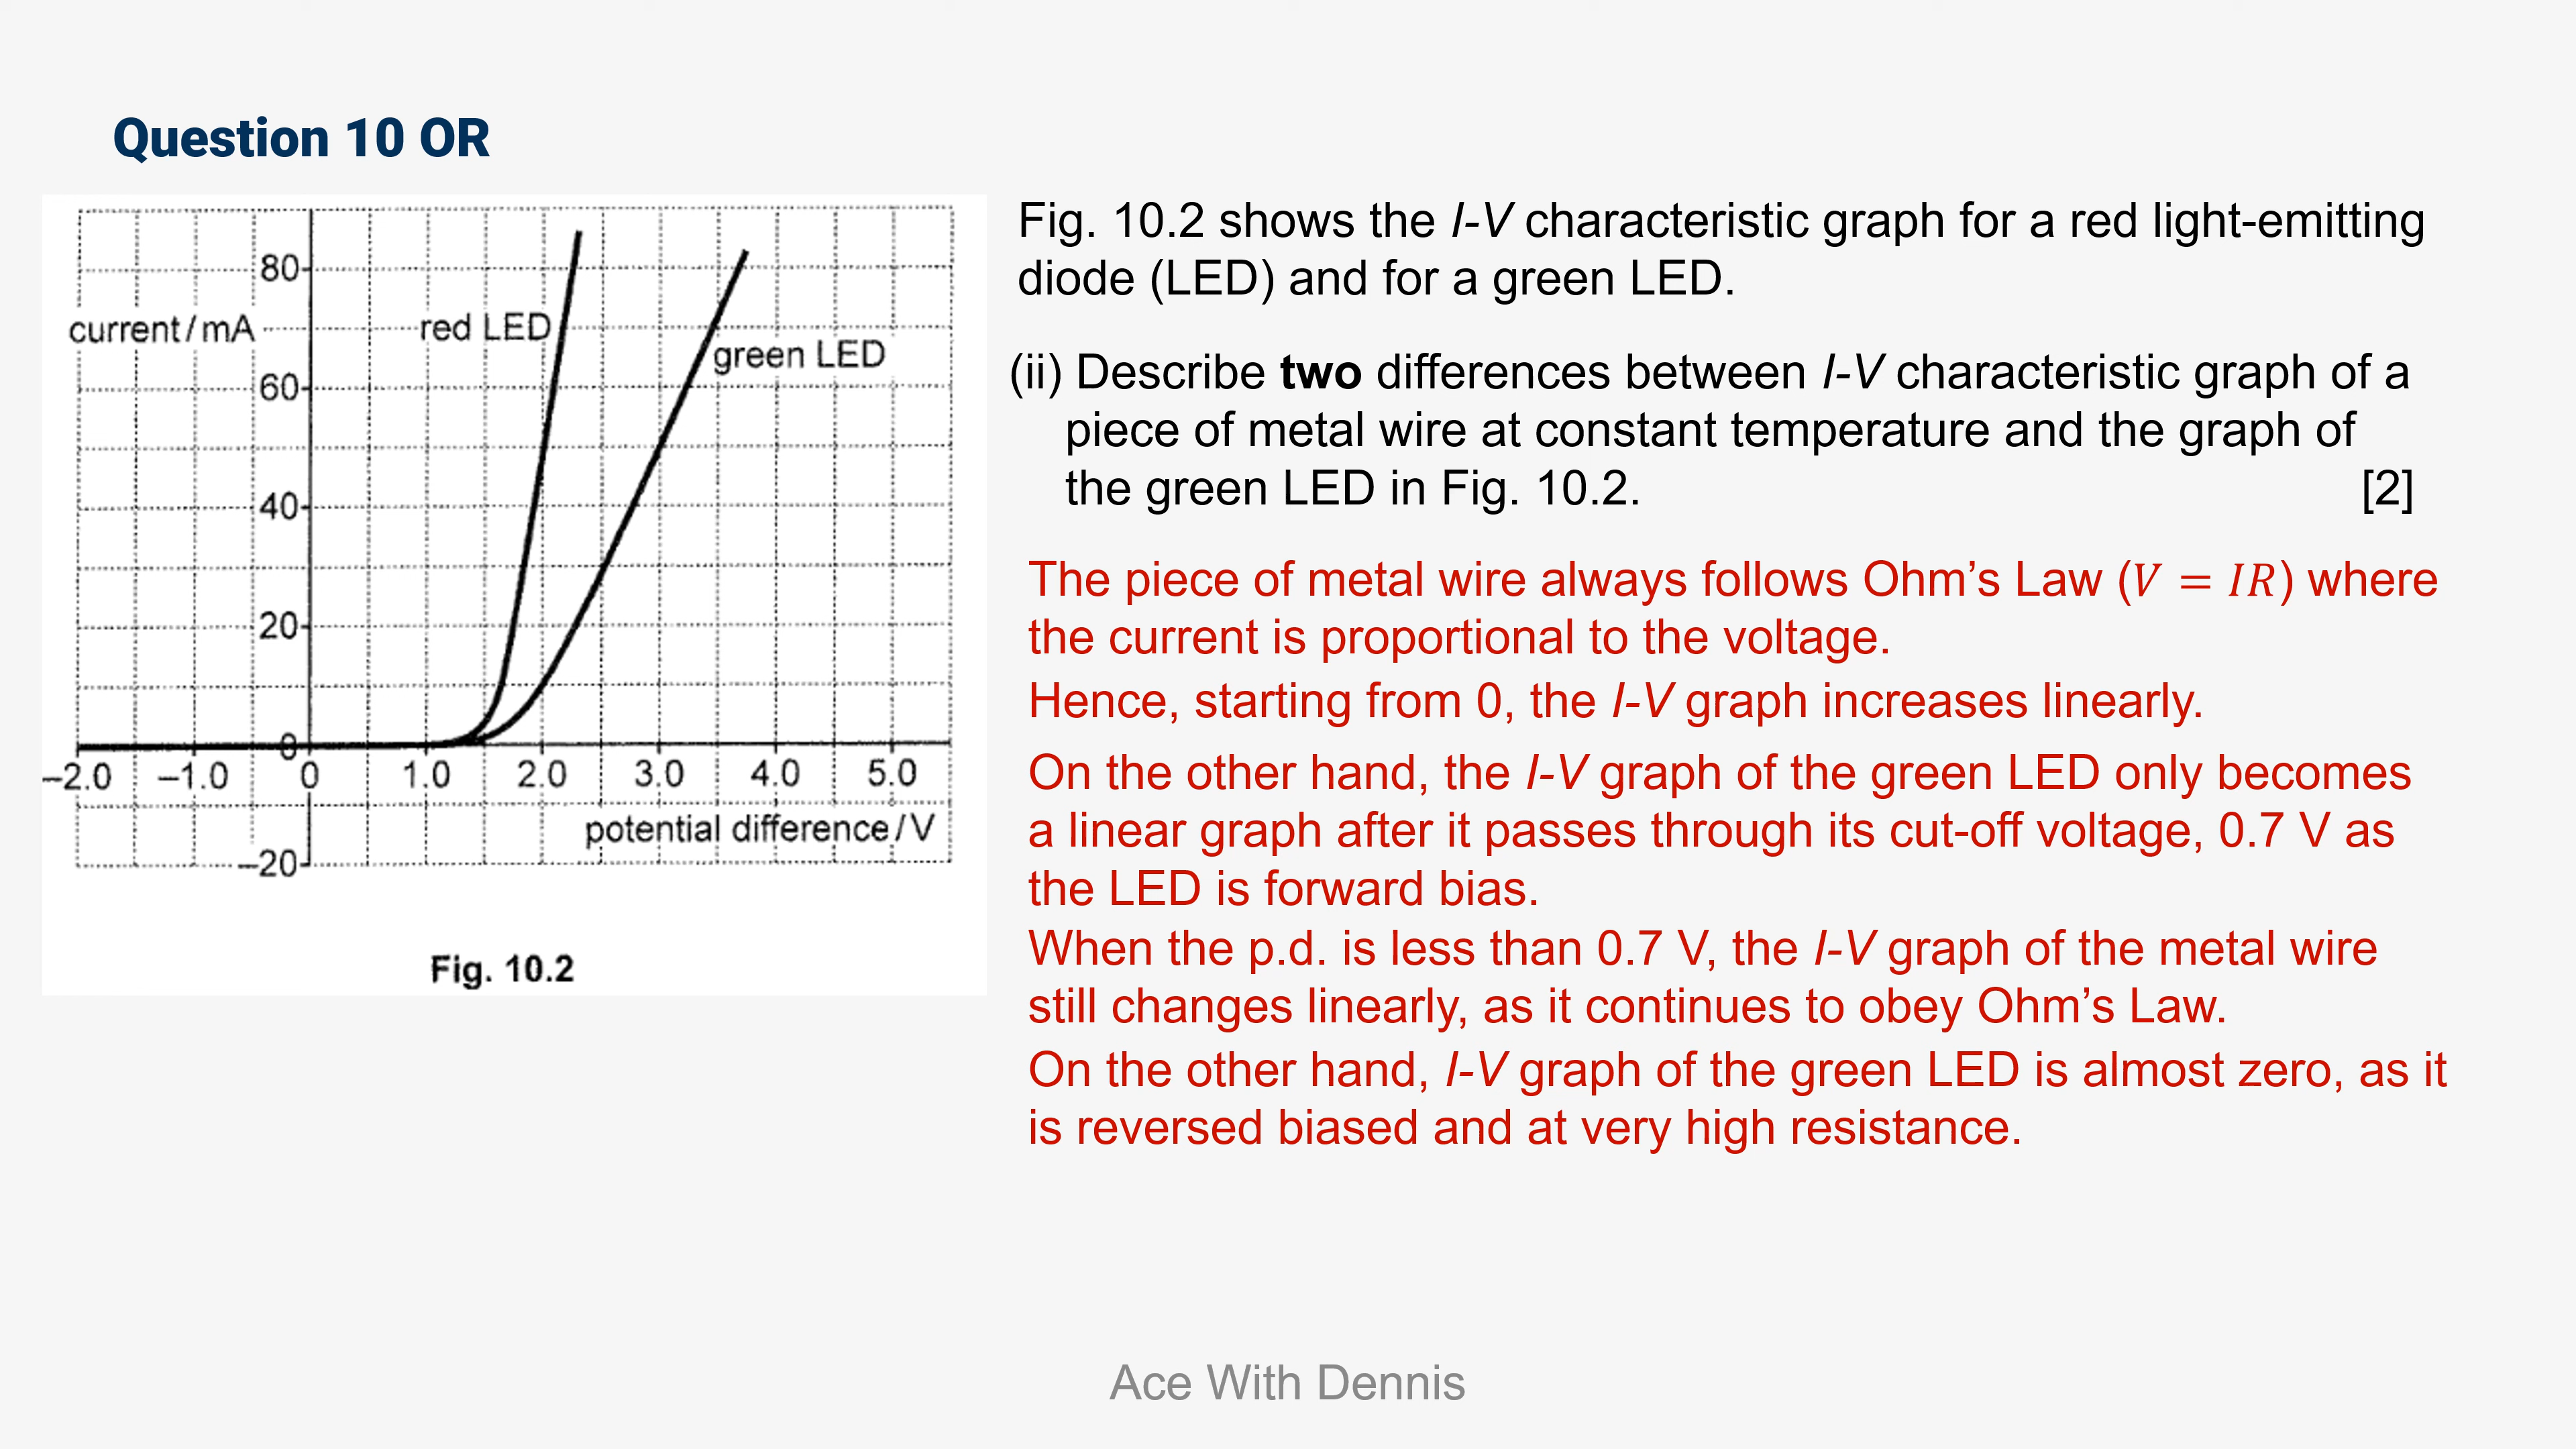 Question 10 OR
80
current/mA
red LED
green LED
60
40
20
0
-2.0 -1.0 0 1.0 2.0 3.0 4.0 5.0
potential difference/V
-20
Fig. 10.2
Fig. 10.2 shows the I-V characteristic graph for a red light-emitting
diode (LED) and for a green LED.
(ii) Describe two differences between I-V characteristic graph of a
piece of metal wire at constant temperature and the graph of
the green LED in Fig. 10.2. [2]
The piece of metal wire always follows Ohm’s Law (V = IR) where
the current is proportional to the voltage.
Hence, starting from 0, the I-V graph increases linearly.
On the other hand, the I-V graph of the green LED only becomes
a linear graph after it passes through its cut-off voltage, 0.7 V as
the LED is forward bias.
When the p.d. is less than 0.7 V, the I-V graph of the metal wire
still changes linearly, as it continues to obey Ohm’s Law.
On the other hand, I-V graph of the green LED is almost zero, as it
is reversed biased and at very high resistance.
Ace With Dennis